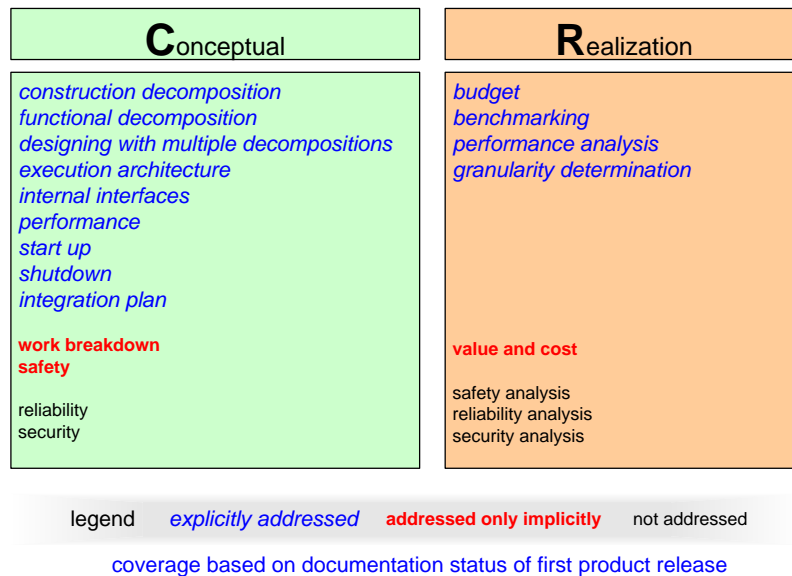 Conceptual
construction decomposition
functional decomposition
designing with multiple decompositions
execution architecture
internal interfaces
performance
start up
shutdown
integration plan
work breakdown
safety
reliability
security
Realization
budget
benchmarking
performance analysis
granularity determination
value and cost
safety analysis
reliability analysis
security analysis
legend explicitly addressed addressed only implicitly not addressed
coverage based on documentation status of first product release